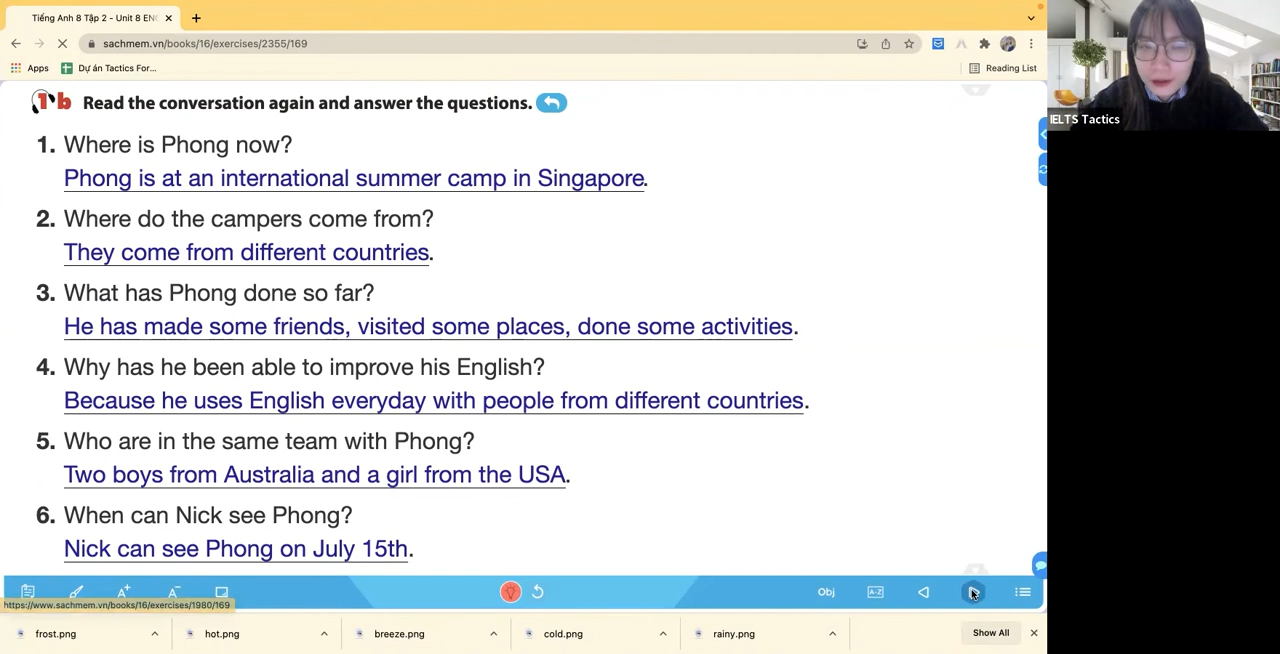 Tiếng Anh 8 Tập 2 - Unit 8 EN
sachmem.vn/books/16/exercises/2355/169
Apps
Dự án Tactics For...
Reading List
1b Read the conversation again and answer the questions.
IELTS Tactics
1. Where is Phong now?
Phong is at an international summer camp in Singapore.
2. Where do the campers come from?
They come from different countries.
3. What has Phong done so far?
He has made some friends, visited some places, done some activities.
4. Why has he been able to improve his English?
Because he uses English everyday with people from different countries.
5. Who are in the same team with Phong?
Two boys from Australia and a girl from the USA.
6. When can Nick see Phong?
Nick can see Phong on July 15th.
A+
A-
Obj
A-Z
https://www.sachmem.vn/books/16/exercises/1980/169
frost.png
hot.png
breeze.png
cold.png
rainy.png
Show All